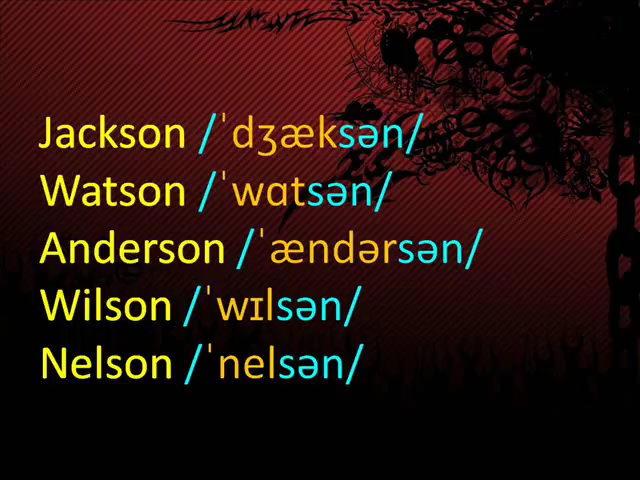 Jackson /ˈdʒæksən/
Watson /ˈwɑtsən/
Anderson /ˈændərsən/
Wilson /ˈwɪlsən/
Nelson /ˈnelsən/